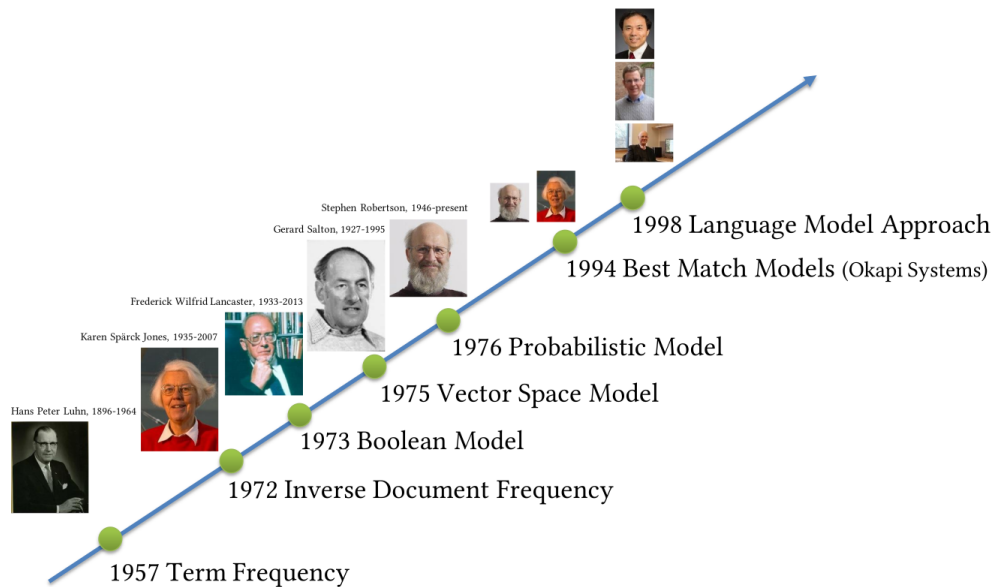 Stephen Robertson, 1946-present
Gerard Salton, 1927-1995
Frederick Wilfrid Lancaster, 1933-2013
Karen Spärck Jones, 1935-2007
Hans Peter Luhn, 1896-1964
1998 Language Model Approach
1994 Best Match Models (Okapi Systems)
1976 Probabilistic Model
1975 Vector Space Model
1973 Boolean Model
1972 Inverse Document Frequency
1957 Term Frequency